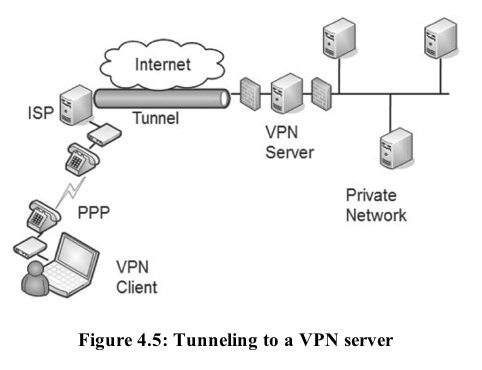 Internet
ISP
Tunnel
VPN
Server
PPP
Private
Network
VPN
Client
Figure 4.5: Tunneling to a VPN server